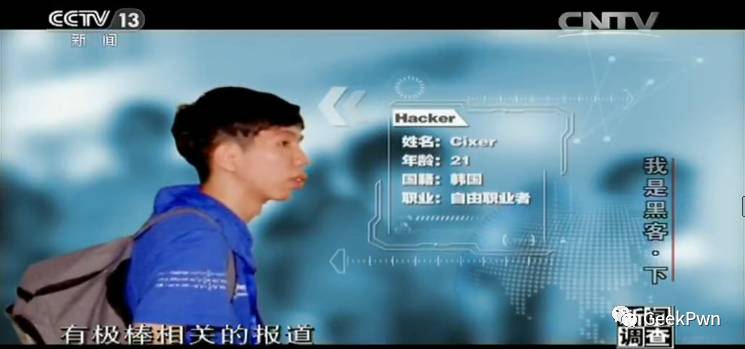 CCTV 13
新闻
CNTV
Hacker
姓名：Cixer
年龄：21
国籍：韩国
职业：自由职业者
我是黑客·下
新闻
调查
GeekPwn
有极棒相关的报道